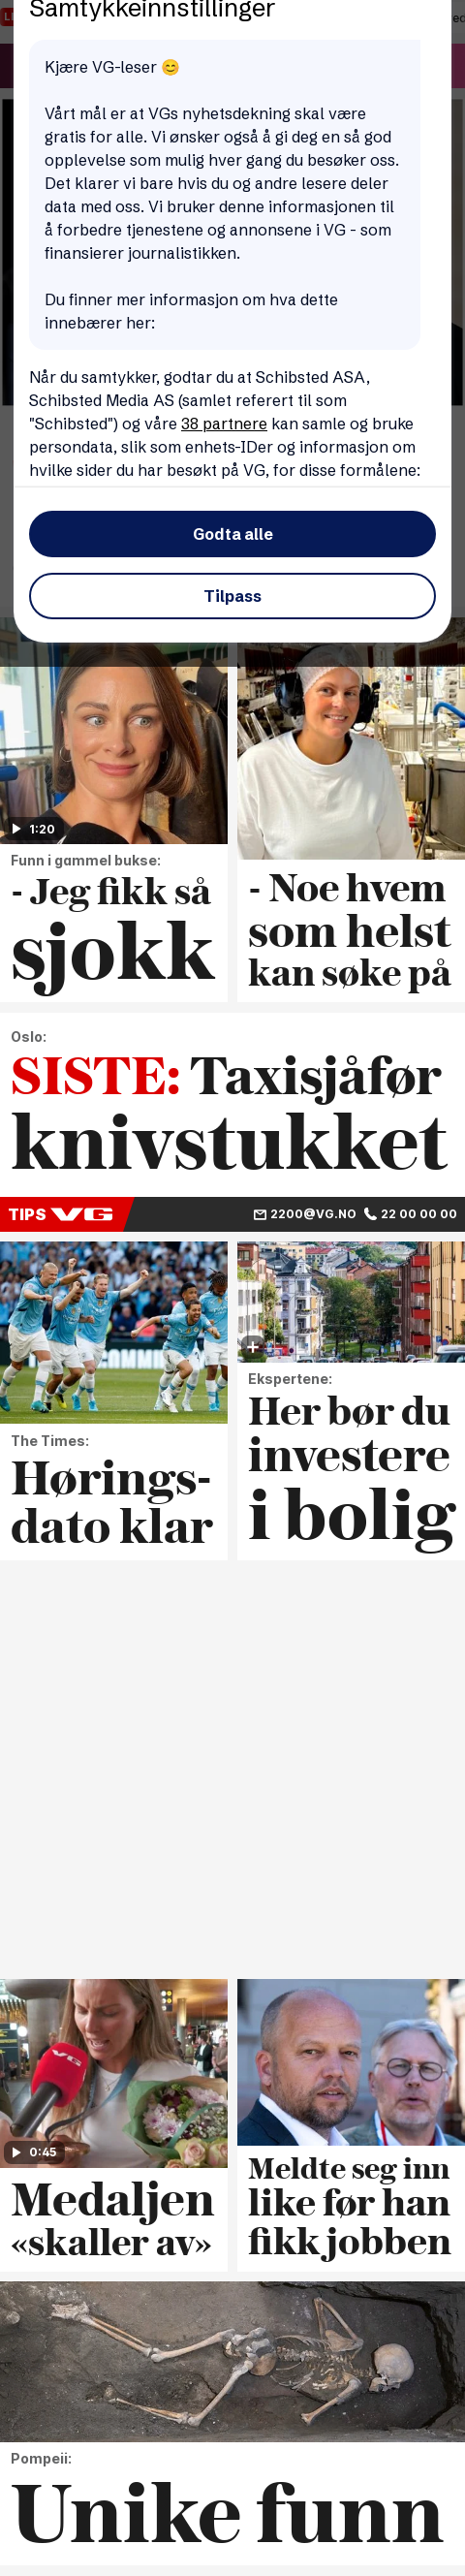 Samtykkeinnstillinger
Kjære VG-leser 😊
Vårt mål er at VGs nyhetsdekning skal være
gratis for alle. Vi ønsker også å gi deg en så god
opplevelse som mulig hver gang du besøker oss.
Det klarer vi bare hvis du og andre lesere deler
data med oss. Vi bruker denne informasjonen til
å forbedre tjenestene og annonsene i VG - som
finansierer journalistikken.
Du finner mer informasjon om hva dette
innebærer her:
Når du samtykker, godtar du at Schibsted ASA,
Schibsted Media AS (samlet referert til som
"Schibsted") og våre 38 partnere kan samle og bruke
persondata, slik som enhets-IDer og informasjon om
hvilke sider du har besøkt på VG, for disse formålene:
Godta alle
Tilpass
1:20
Funn i gammel bukse:
- Jeg fikk så
sjokk
- Noe hvem
som helst
kan søke på
Oslo:
SISTE: Taxisjåfør
knivstukket
TIPS VG 2200@VG.NO 22 00 00 00
The Times:
Hørings-
dato klar
Ekspertene:
Her bør du
investere
i bolig
VG
0:45
Medaljen
«skaller av»
Meldte seg inn
like før han
fikk jobben
Pompeii:
Unike funn